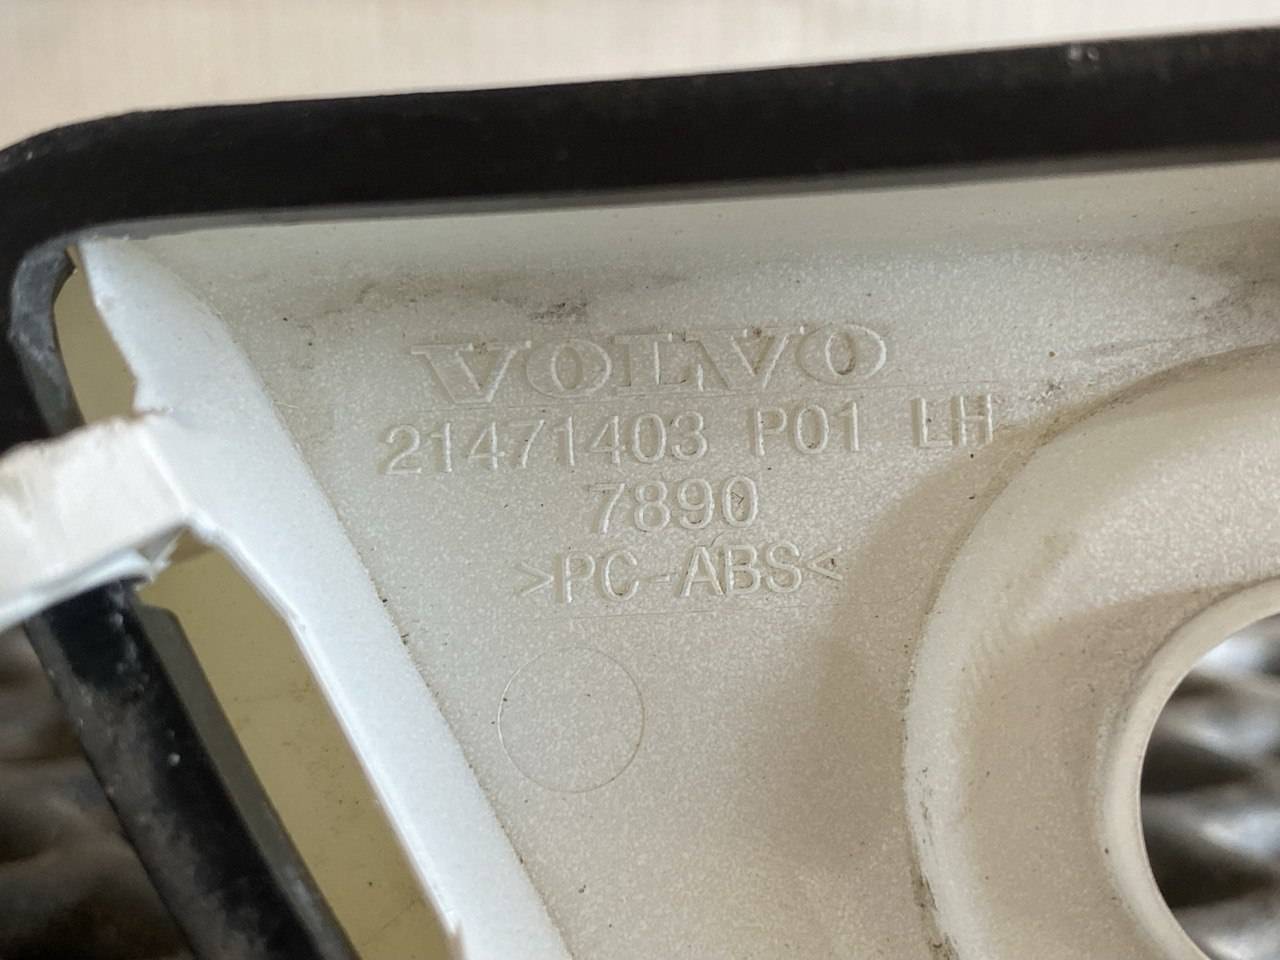 VOLVO
21471403 P01 LH
7890
>PC-ABS<